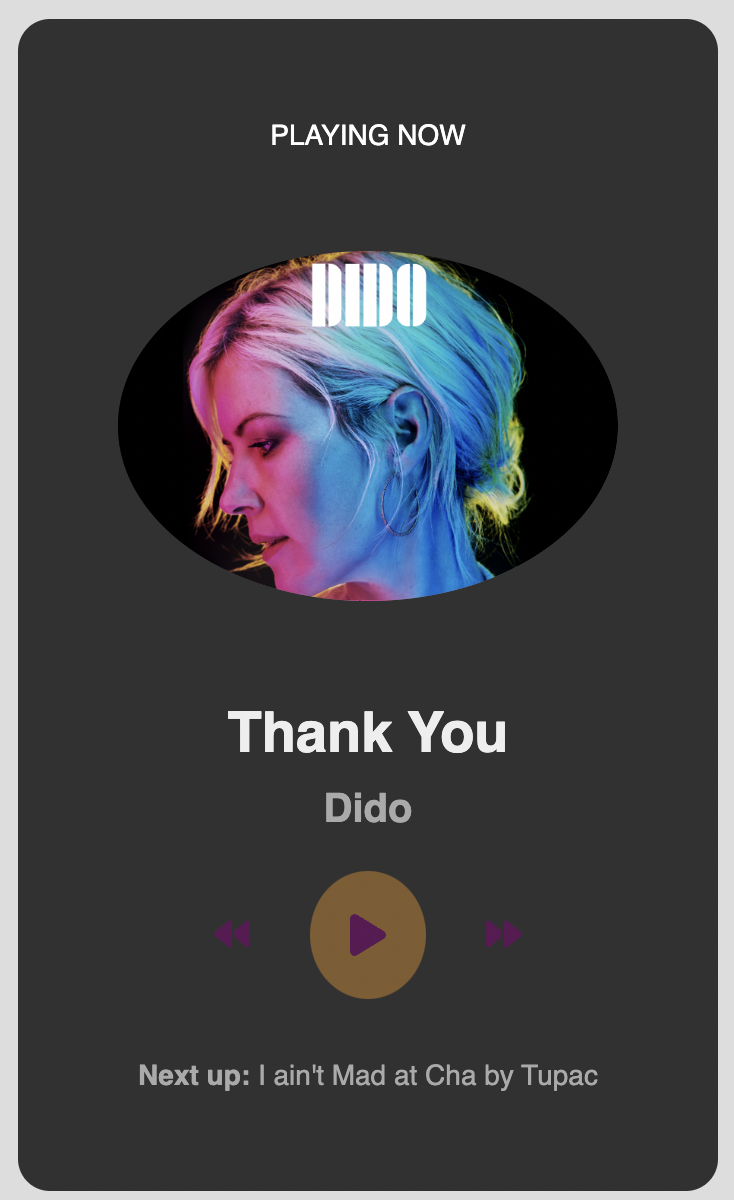 PLAYING NOW
DIDO
Thank You
Dido
Next up: I ain't Mad at Cha by Tupac